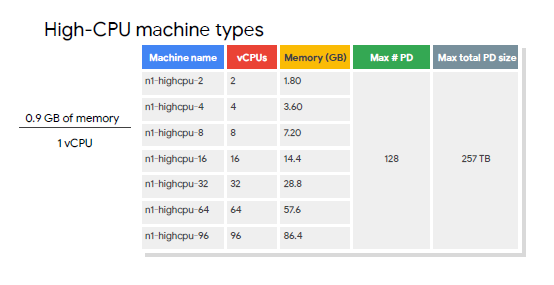 High-CPU machine types
Machine name vCPUs Memory (GB) Max # PD Max total PD size
n1-highcpu-2 2 1.80
n1-highcpu-4 4 3.60
0.9 GB of memory
1 vCPU
n1-highcpu-8 8 7.20
n1-highcpu-16 16 14.4 128 257 TB
n1-highcpu-32 32 28.8
n1-highcpu-64 64 57.6
n1-highcpu-96 96 86.4